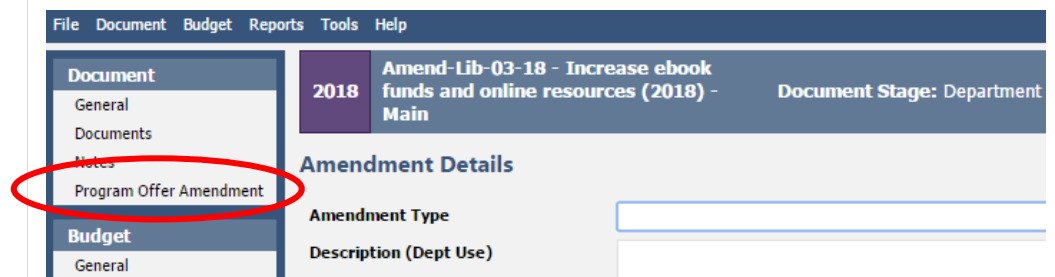 File Document Budget Reports Tools Help
Document
General
Documents
Notes
Program Offer Amendment
Budget
General
2018
Amend-Lib-03-18 - Increase ebook
funds and online resources (2018) -
Main
Document Stage: Department
Amendment Details
Amendment Type
Description (Dept Use)